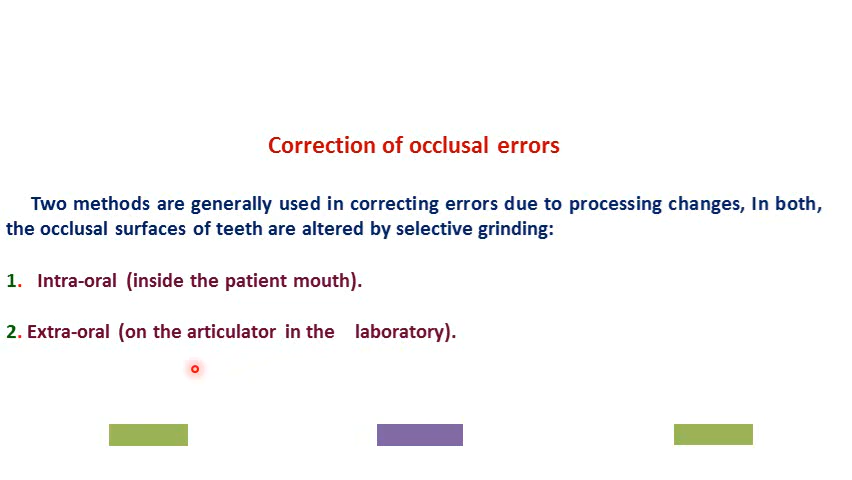 Correction of occlusal errors
Two methods are generally used in correcting errors due to processing changes, In both,
the occlusal surfaces of teeth are altered by selective grinding:
1. Intra-oral (inside the patient mouth).
2. Extra-oral (on the articulator in the laboratory).